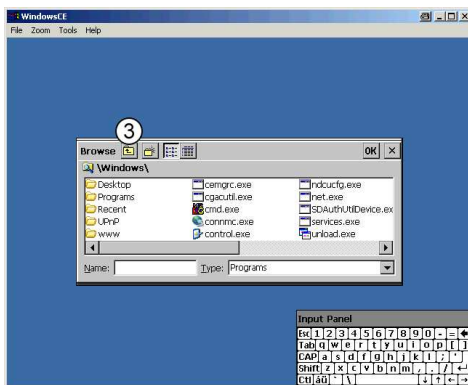 WindowsCE
File Zoom Tools Help
3
Browse OK ×
\Windows\
Desktop cemgrc.exe ndcucfg.exe
Programs cgacutil.exe net.exe
Recent cmd.exe SDAuthUtilDevice.ex
UPnP connmc.exe services.exe
www control.exe unload.exe
Name: Type: Programs
Input Panel
Esc 1 2 3 4 5 6 7 8 9 0 - =
Tab q w e r t y u i o p [ ]
CAP a s d f g h j k l ; '
Shift z x c v b n m , . /
Ctl áü ` \